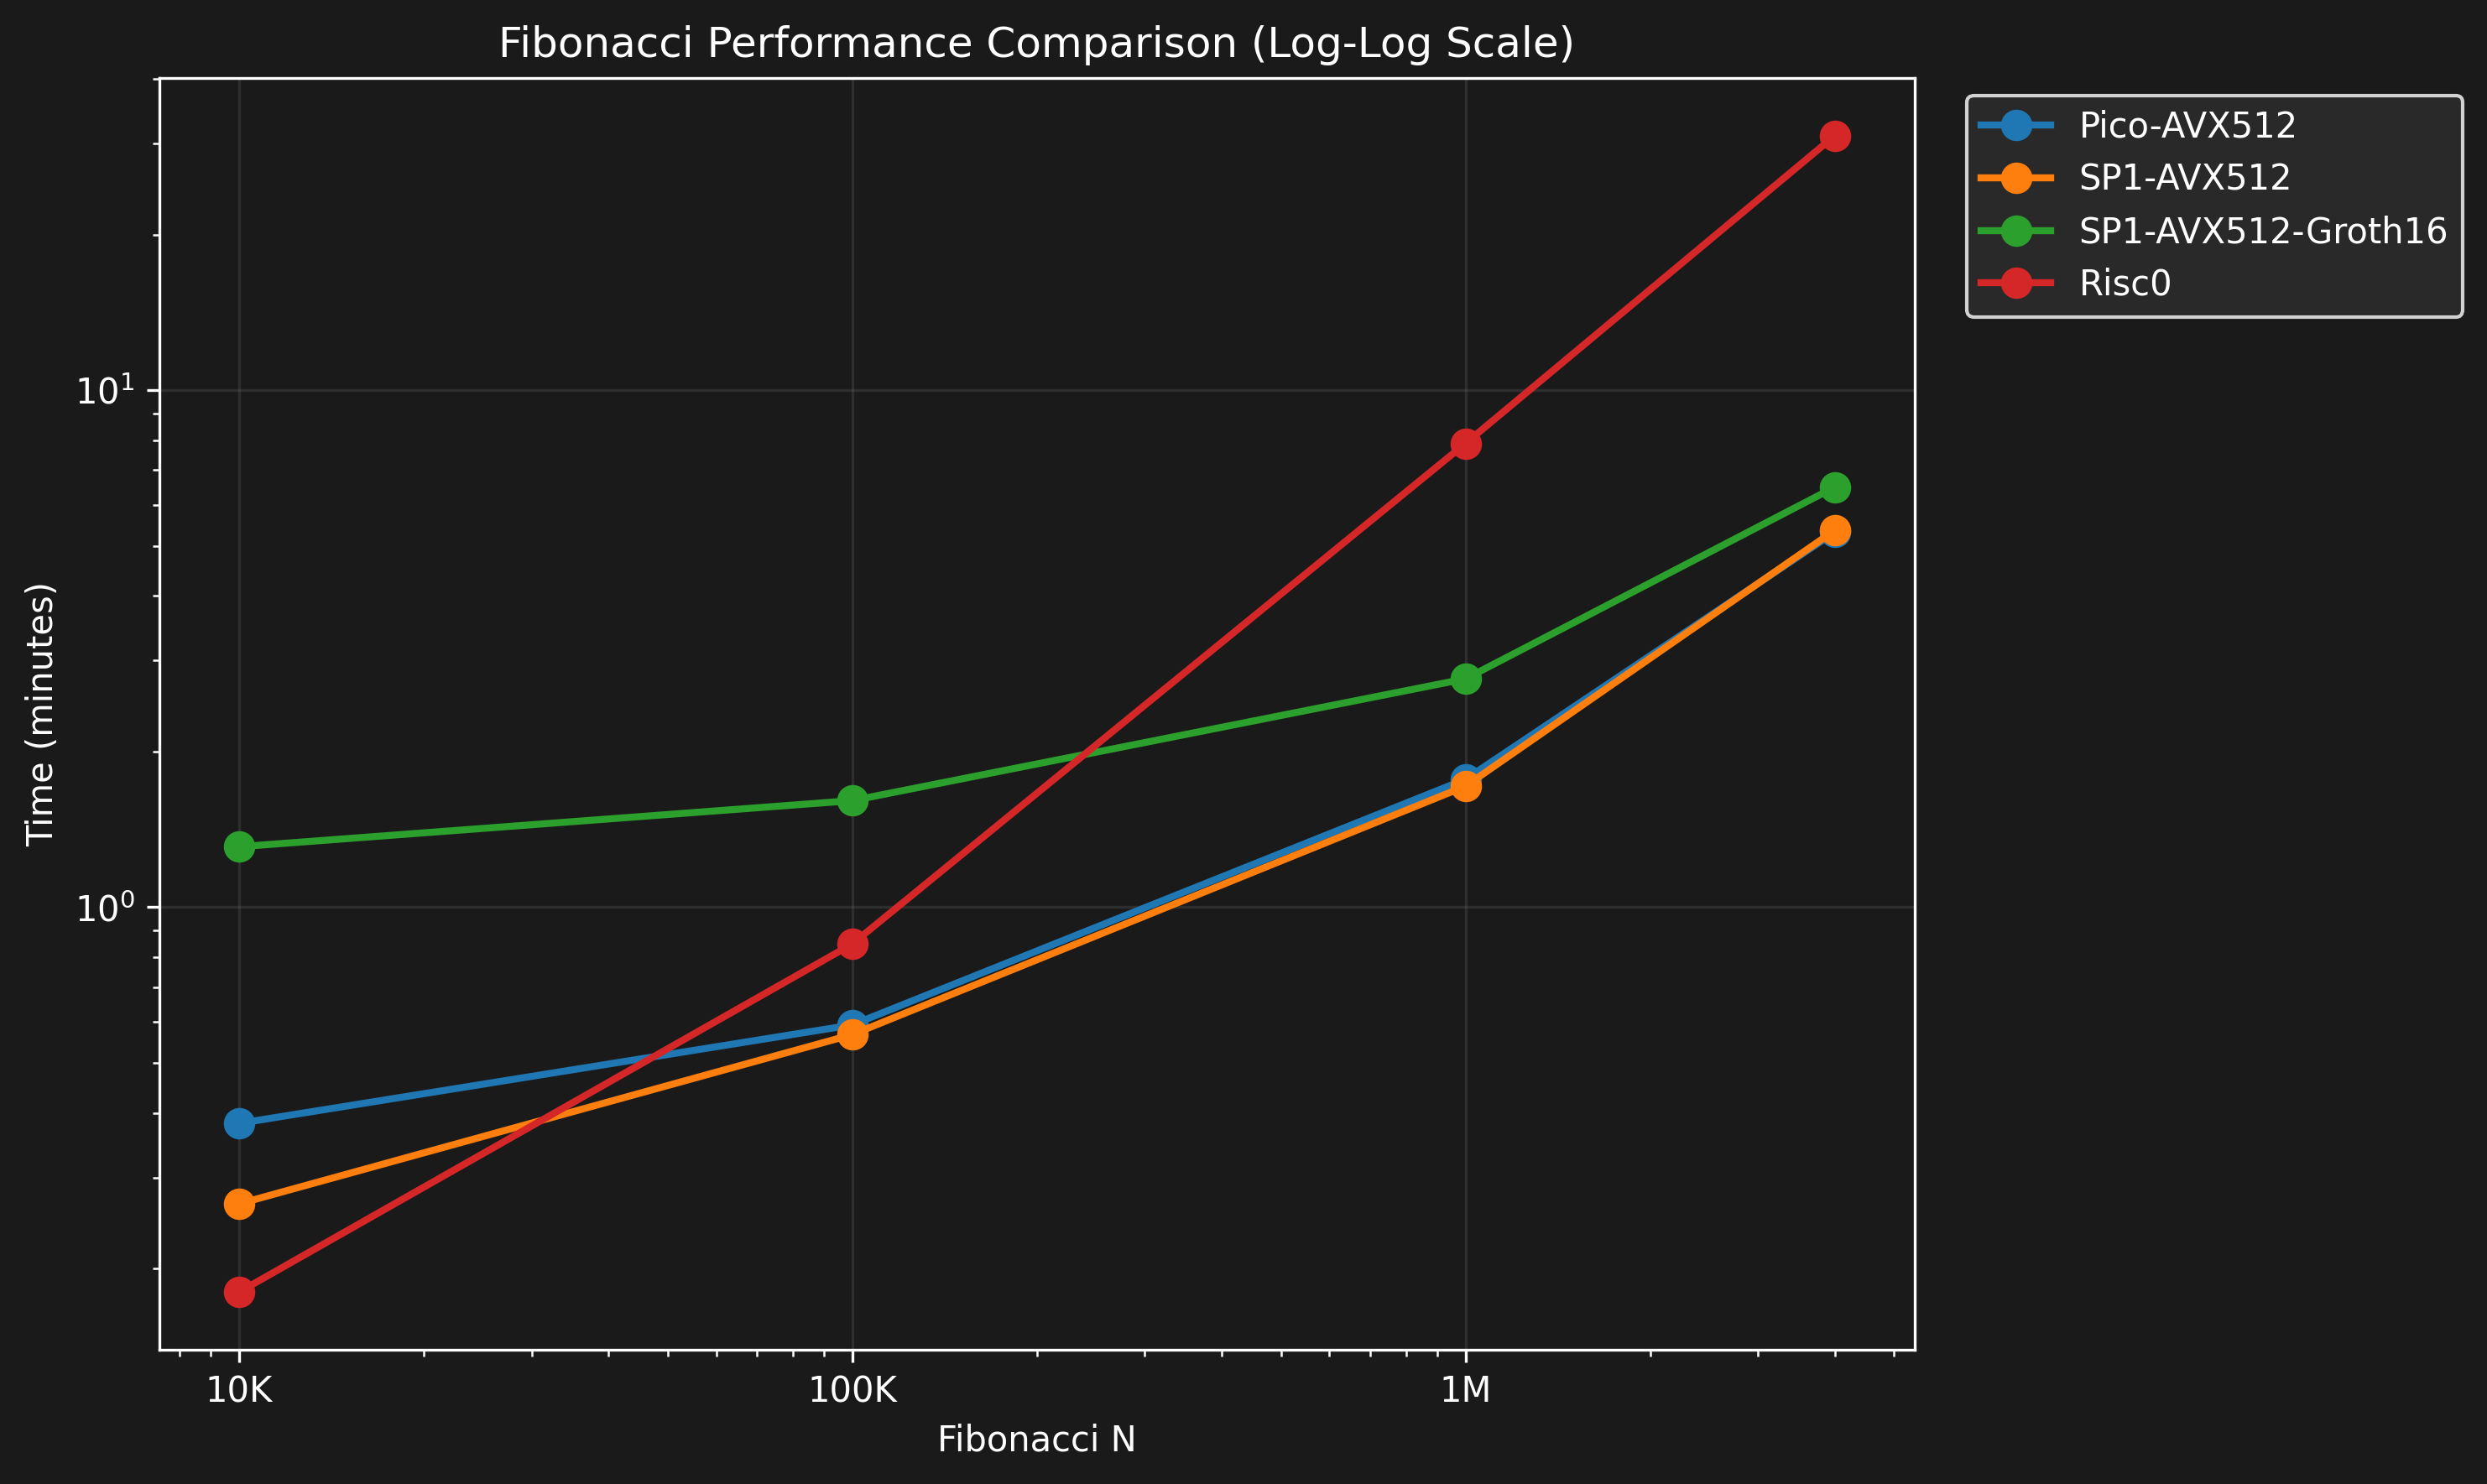 Fibonacci Performance Comparison (Log-Log Scale)
Pico-AVX512
SP1-AVX512
SP1-AVX512-Groth16
Risc0
10¹
10⁰
Time (minutes)
10K
100K
1M
Fibonacci N